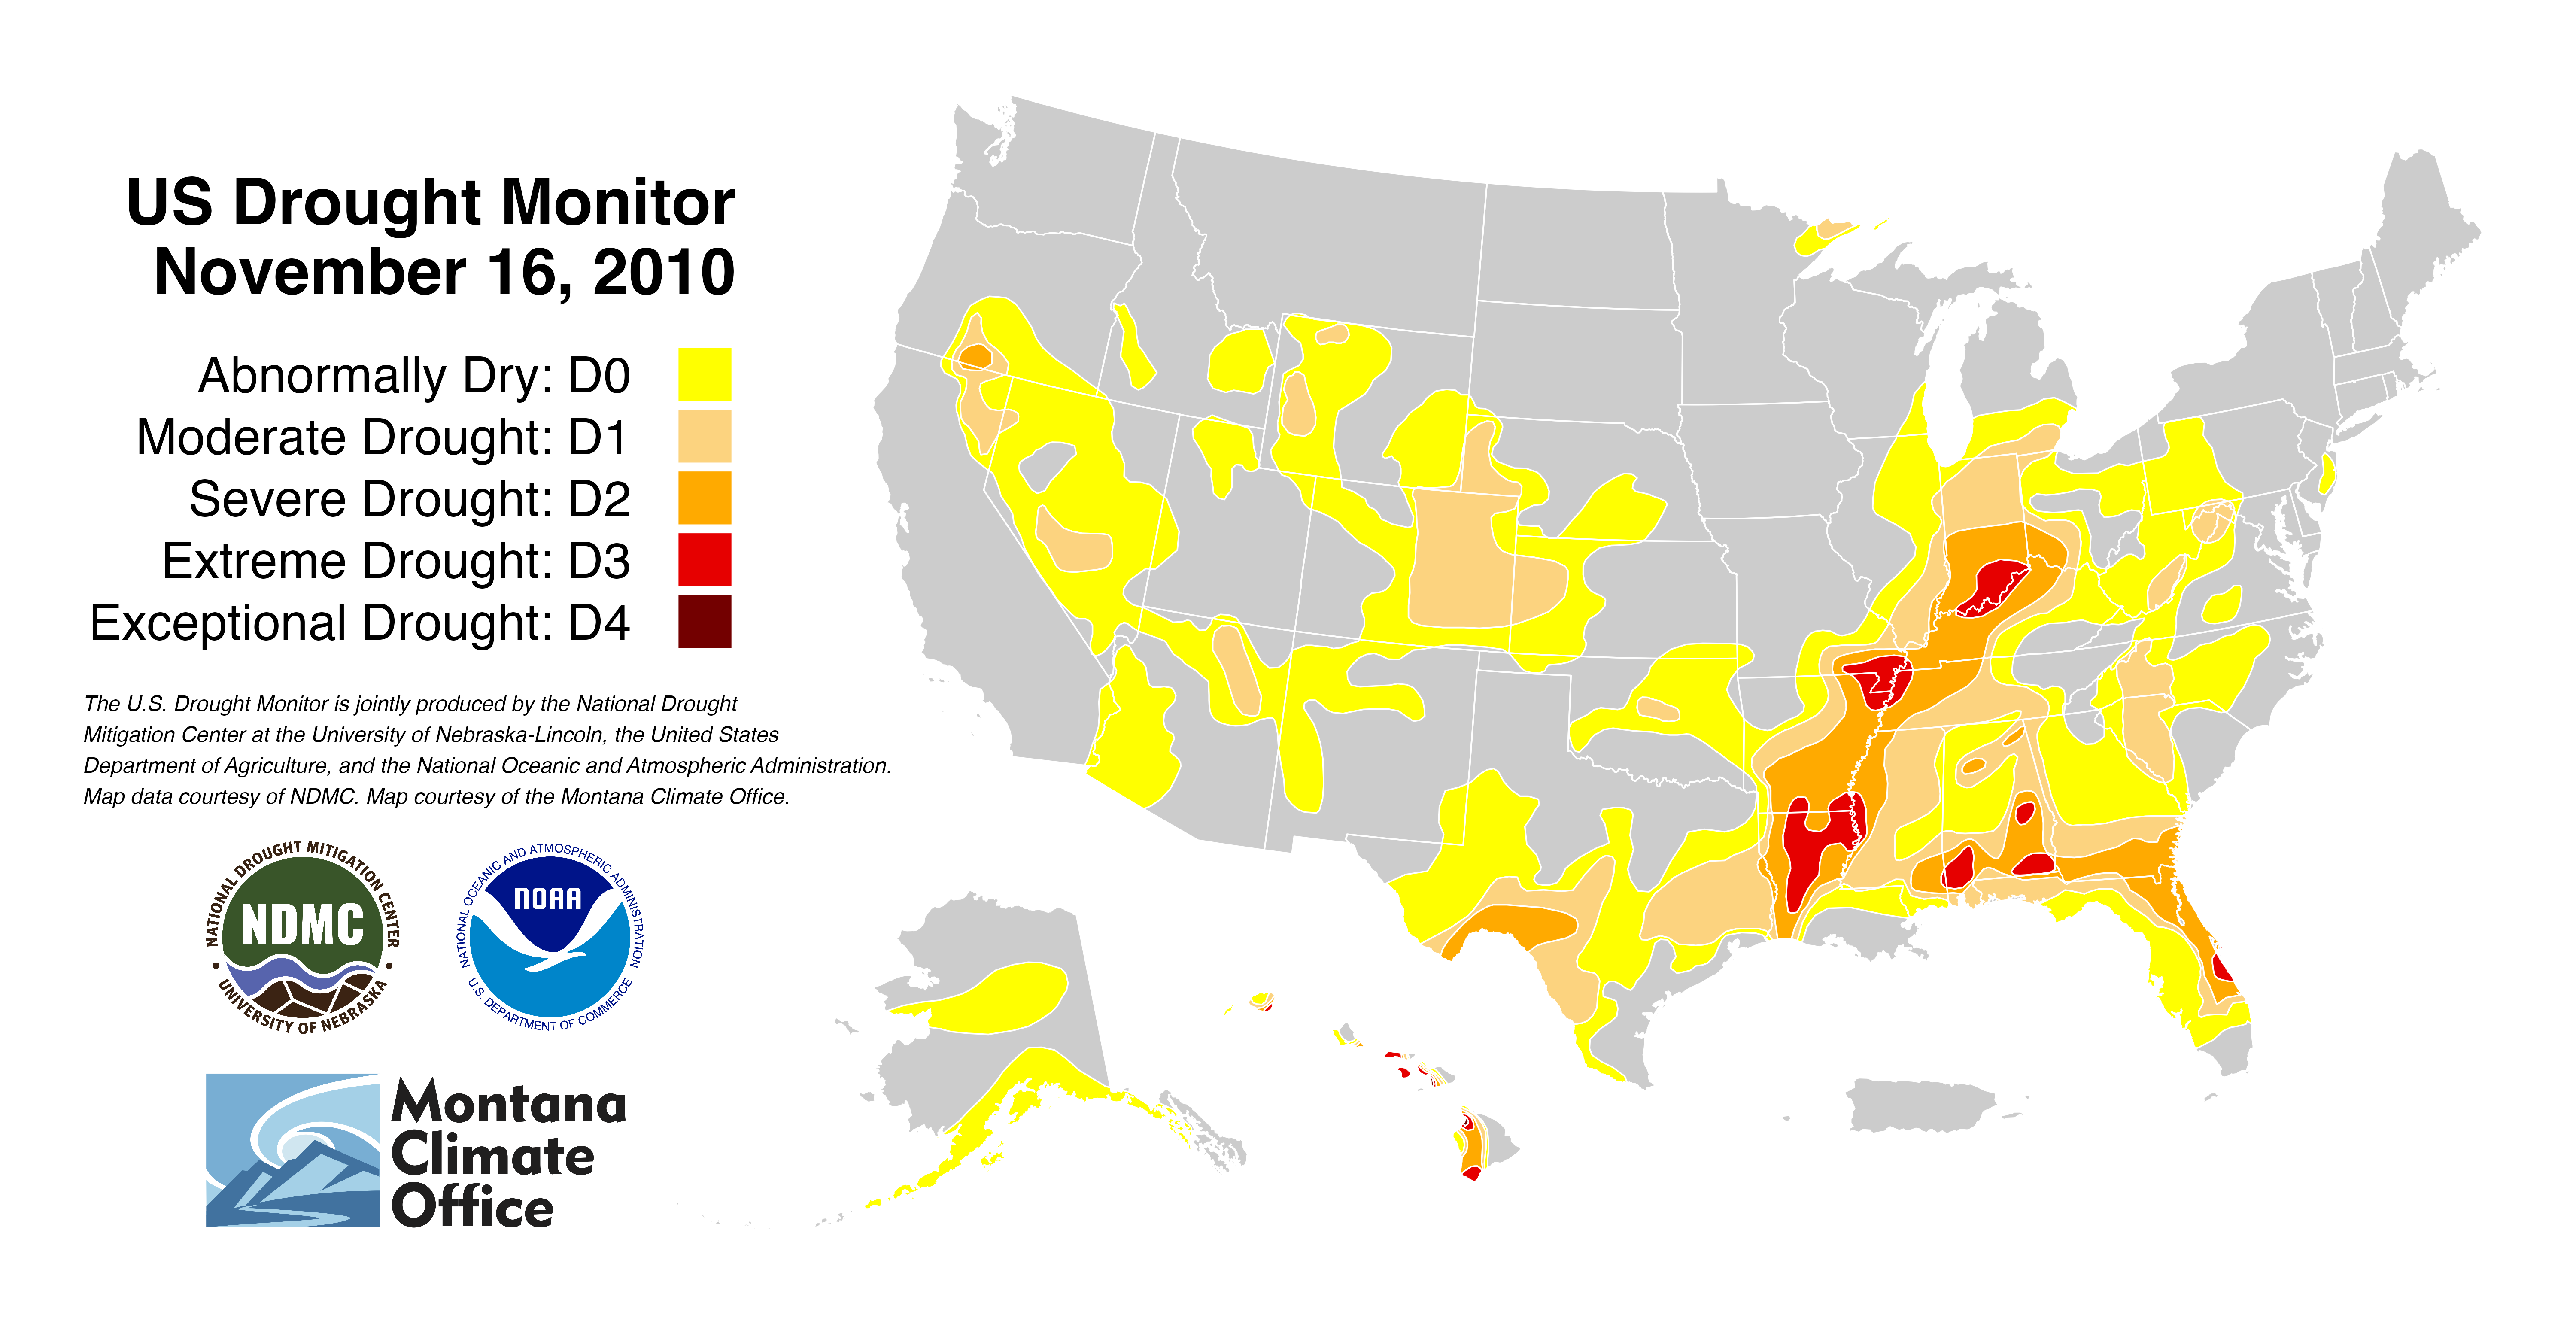 US Drought Monitor
November 16, 2010
Abnormally Dry: D0
Moderate Drought: D1
Severe Drought: D2
Extreme Drought: D3
Exceptional Drought: D4
The U.S. Drought Monitor is jointly produced by the National Drought
Mitigation Center at the University of Nebraska-Lincoln, the United States
Department of Agriculture, and the National Oceanic and Atmospheric Administration.
Map data courtesy of NDMC. Map courtesy of the Montana Climate Office.
NATIONAL DROUGHT MITIGATION CENTER
NDMC
• UNIVERSITY OF NEBRASKA •
NATIONAL OCEANIC AND ATMOSPHERIC ADMINISTRATION
NOAA
U.S. DEPARTMENT OF COMMERCE
Montana
Climate
Office